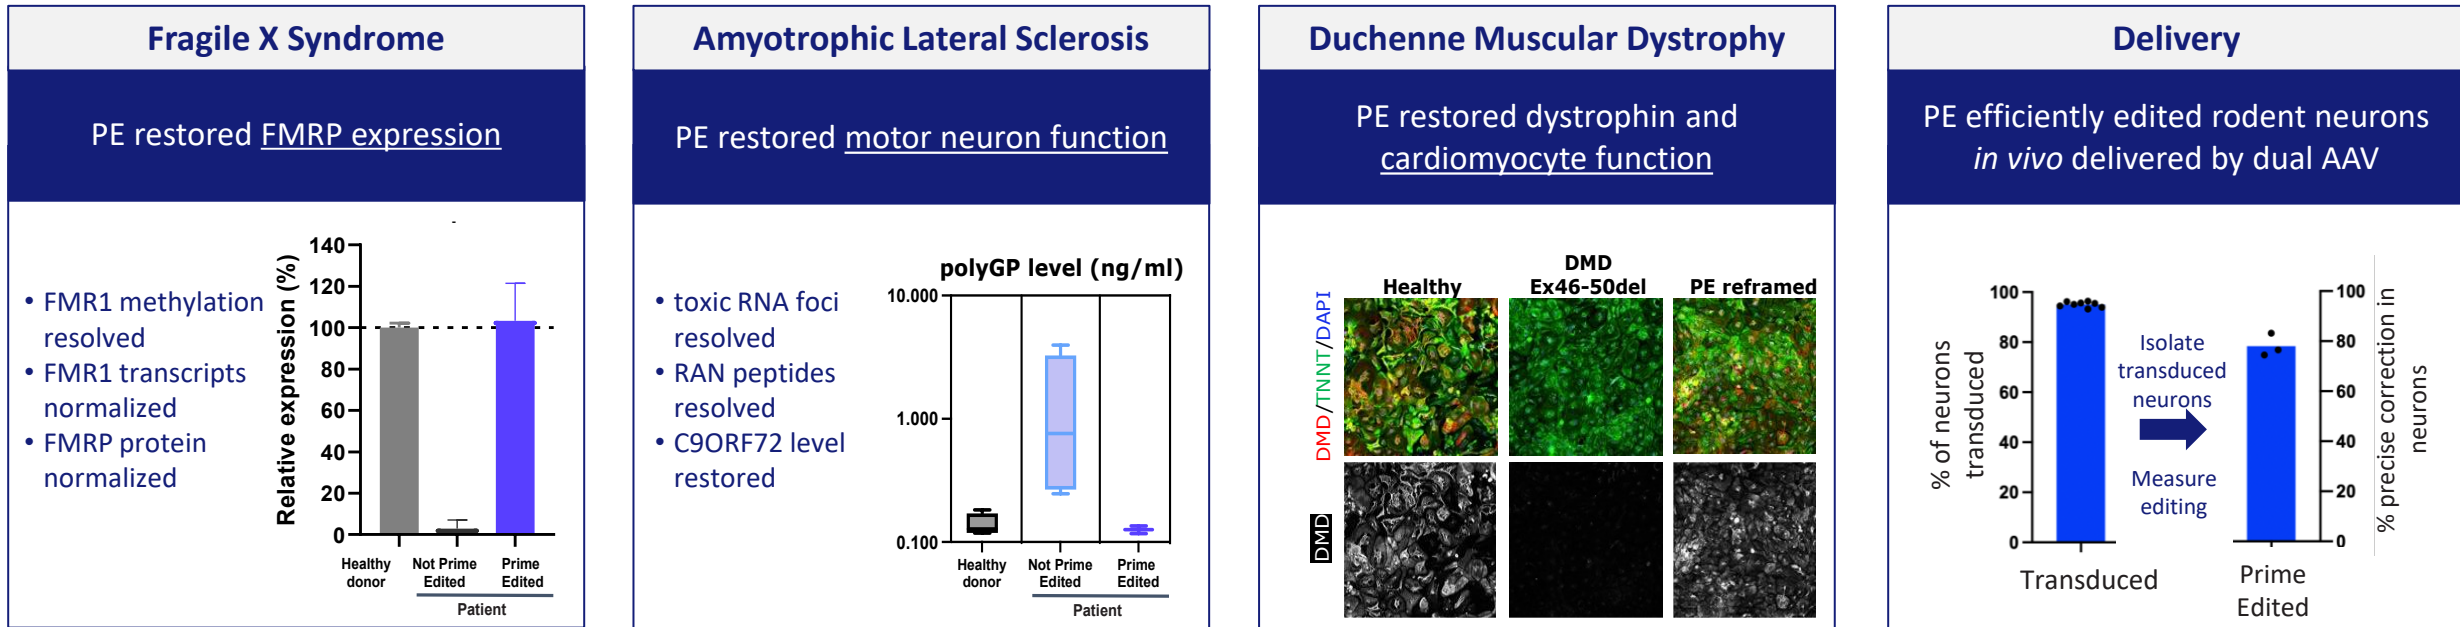 Fragile X Syndrome
PE restored FMRP expression
• FMR1 methylation
resolved
• FMR1 transcripts
normalized
• FMRP protein
normalized
Relative expression (%)
140
120
100
80
60
40
20
0
Healthy
donor
Not Prime
Edited
Prime
Edited
Patient
Amyotrophic Lateral Sclerosis
PE restored motor neuron function
• toxic RNA foci
resolved
• RAN peptides
resolved
• C9ORF72 level
restored
polyGP level (ng/ml)
10.000
1.000
0.100
Healthy
donor
Not Prime
Edited
Prime
Edited
Patient
Duchenne Muscular Dystrophy
PE restored dystrophin and
cardiomyocyte function
Healthy
DMD
Ex46-50del
PE reframed
DMD/TNNT/DAPI
DMD
Delivery
PE efficiently edited rodent neurons
in vivo delivered by dual AAV
% of neurons
transduced
100
80
60
40
20
0
Transduced
Isolate
transduced
neurons
Measure
editing
100
80
60
40
20
0
% precise correction in
neurons
Prime
Edited